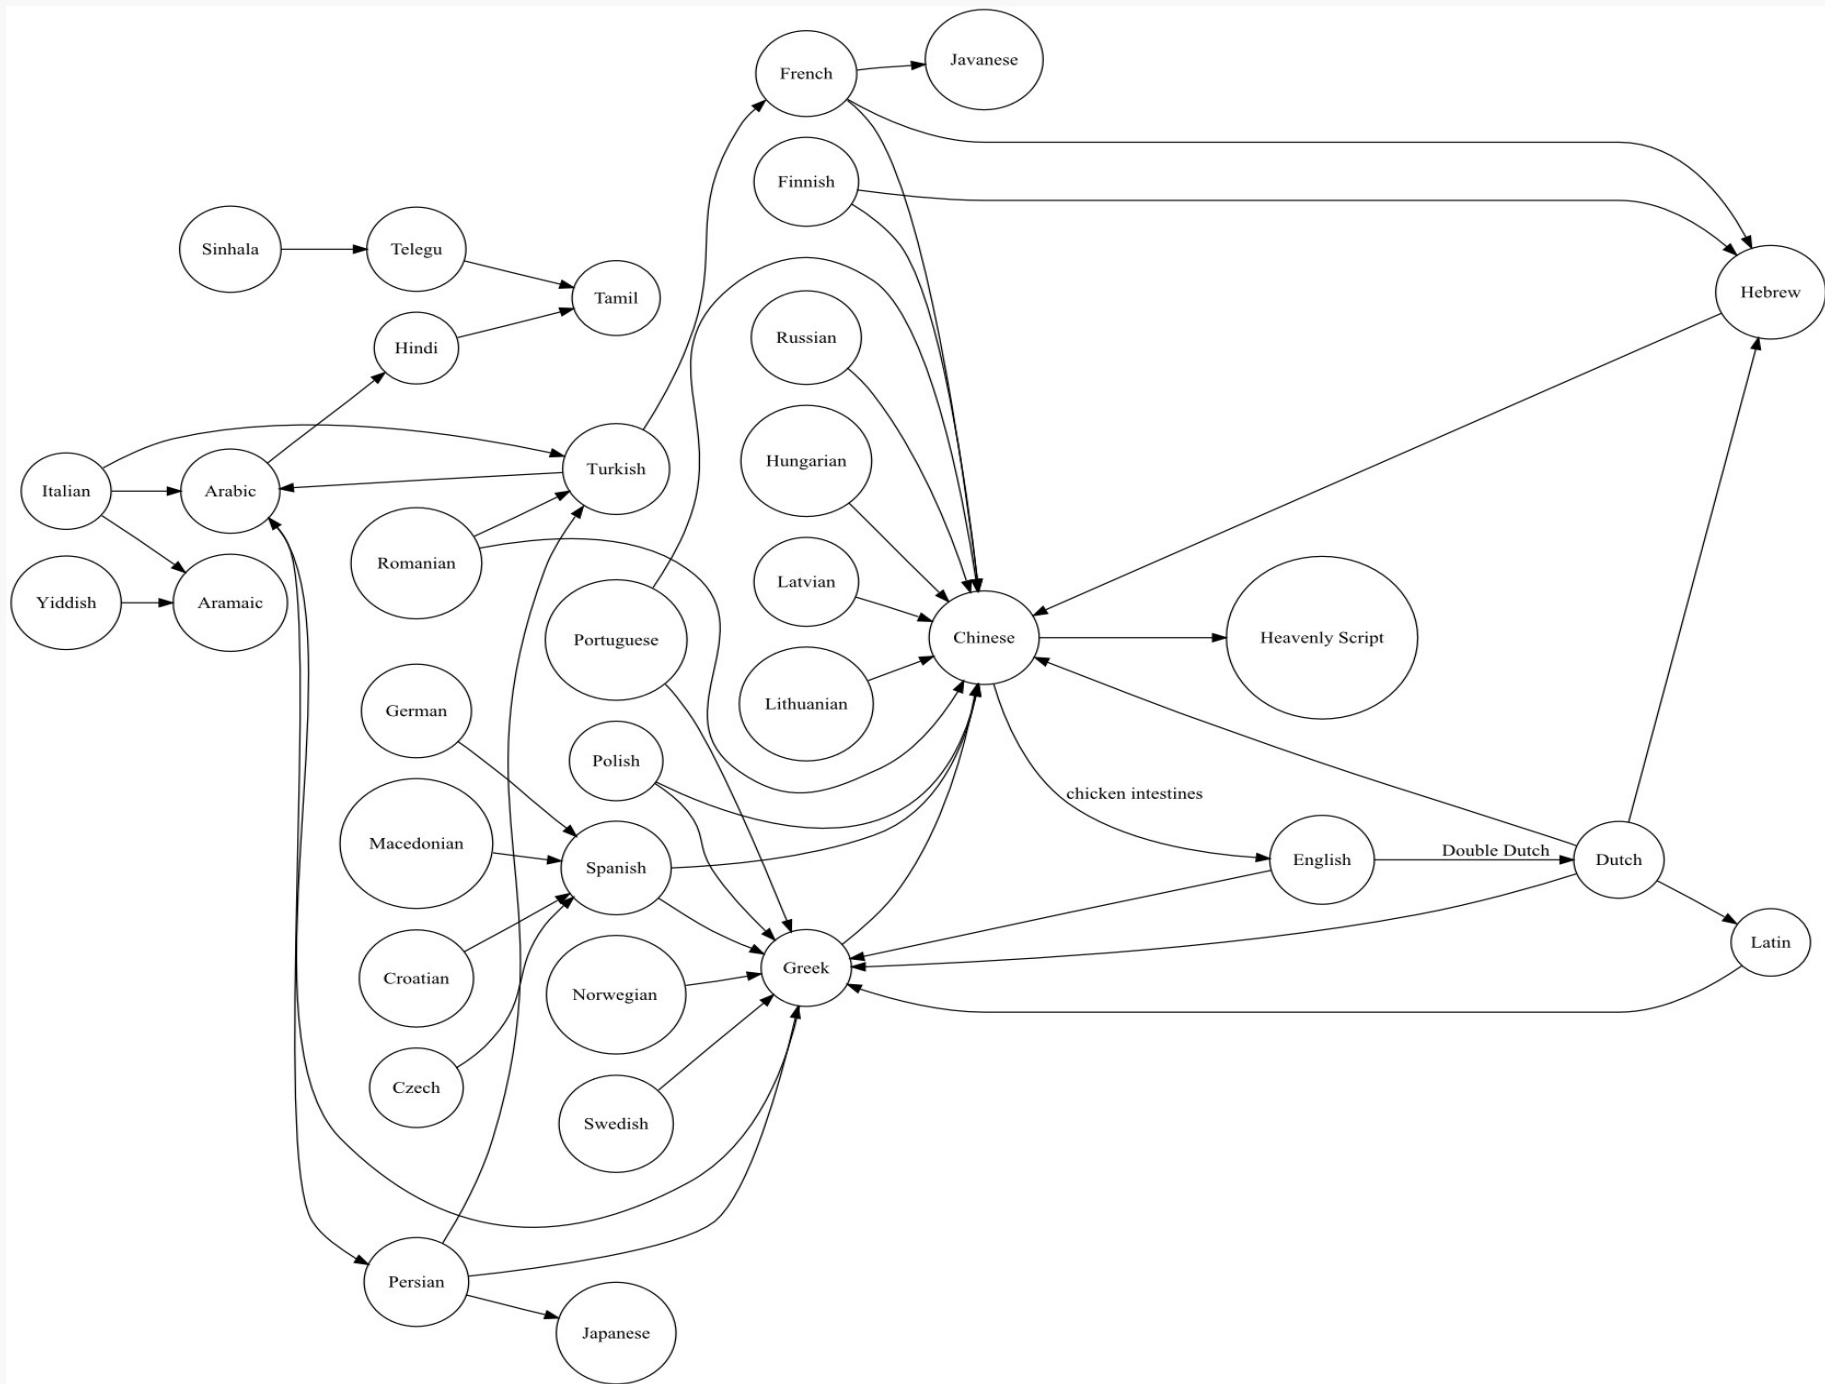 French
Javanese
Finnish
Sinhala
Telegu
Tamil
Hebrew
Hindi
Russian
Italian
Arabic
Turkish
Hungarian
Romanian
Yiddish
Aramaic
Portuguese
Latvian
Chinese
Heavenly Script
German
Lithuanian
Polish
chicken intestines
Macedonian
Spanish
English
Double Dutch
Dutch
Croatian
Norwegian
Greek
Latin
Czech
Swedish
Persian
Japanese